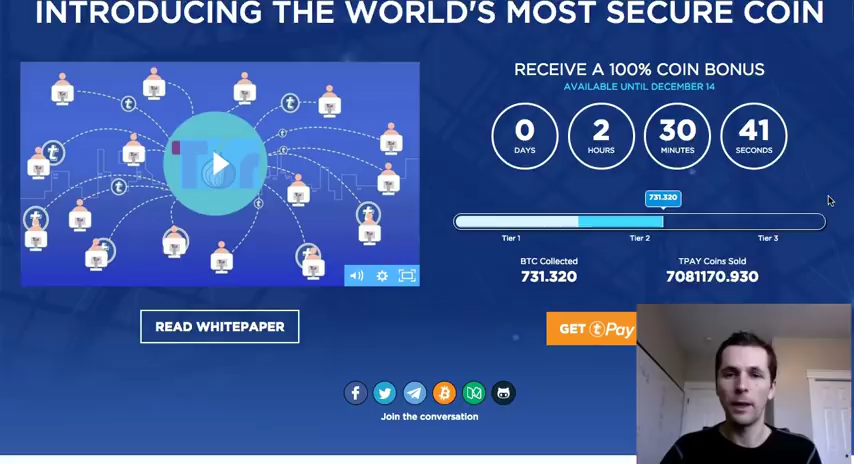 INTRODUCING THE WORLD'S MOST SECURE COIN
Tor
RECEIVE A 100% COIN BONUS
AVAILABLE UNTIL DECEMBER 14
0 2 30 41
DAYS HOURS MINUTES SECONDS
731.320
Tier 1 Tier 2 Tier 3
BTC Collected TPAY Coins Sold
731.320 7081170.930
READ WHITEPAPER
GET tPay
Join the conversation